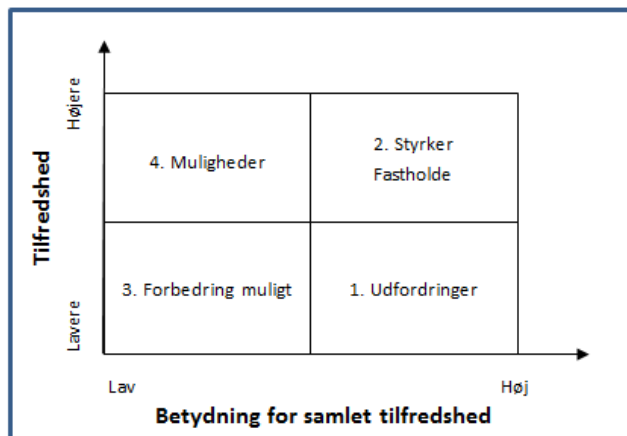 Tilfredshed
Højere
Lavere
4. Muligheder
2. Styrker
Fastholde
3. Forbedring muligt
1. Udfordringer
Lav
Høj
Betydning for samlet tilfredshed